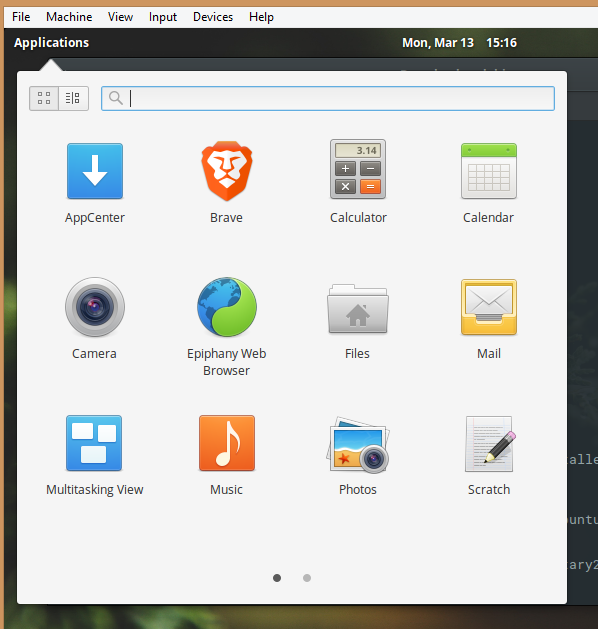 File Machine View Input Devices Help
Applications Mon, Mar 13 15:16
3.14
AppCenter Brave Calculator Calendar
Camera Epiphany Web Browser Files Mail
Multitasking View Music Photos Scratch
alle
untu
ary2